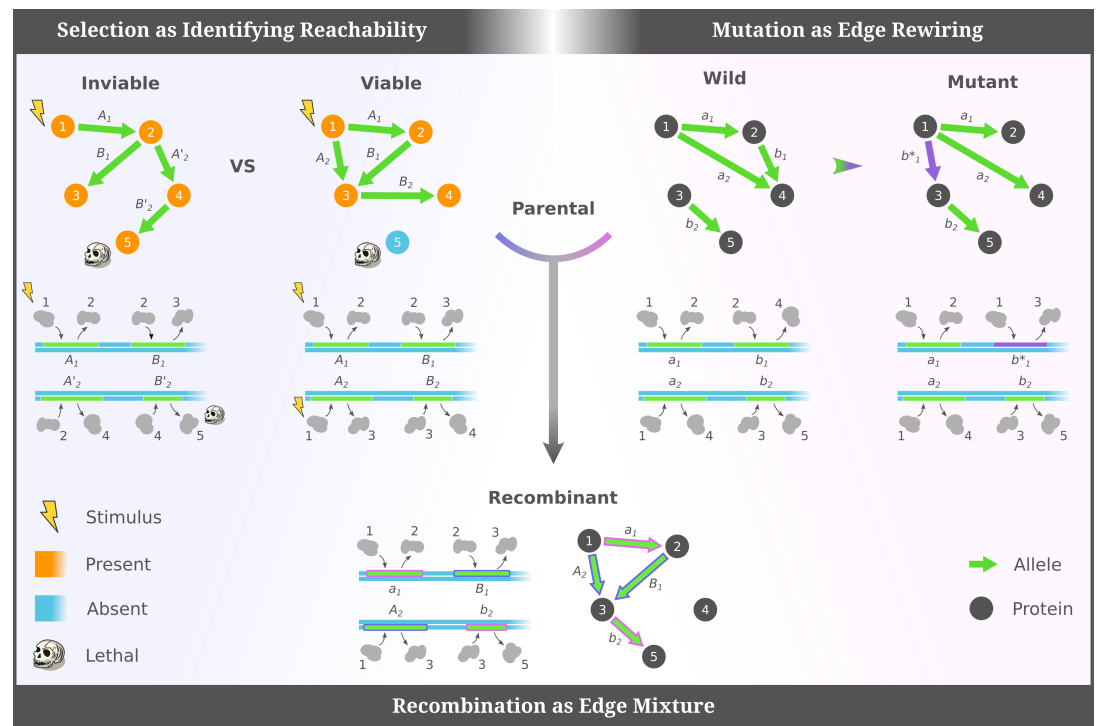 Selection as Identifying Reachability
Mutation as Edge Rewiring
Inviable
Viable
Wild
Mutant
1 A₁ 2
B₁ A'₂
3 4
B'₂
5
VS
1 A₁ 2
A₂ B₁
B₂
3 4
5
Parental
1 a₁ 2
b₁
a₂
3 4
b₂
5
1 a₁ 2
b*₁
a₂
3 4
b₂
5
1 2 2 3
A₁ B₁
A'₂ B'₂
2 4 4 5
1 2 2 3
A₁ B₁
A₂ B₂
1 3 3 4
1 2 2 4
a₁ b₁
a₂ b₂
1 4 3 5
1 2 1 3
a₁ b*₁
a₂ b₂
1 4 3 5
Recombinant
1 2 2 3
a₁ B₁
A₂ b₂
1 3 3 5
1 a₁ 2
A₂ B₁
3 4
b₂
5
Stimulus
Present
Absent
Lethal
Allele
Protein
Recombination as Edge Mixture